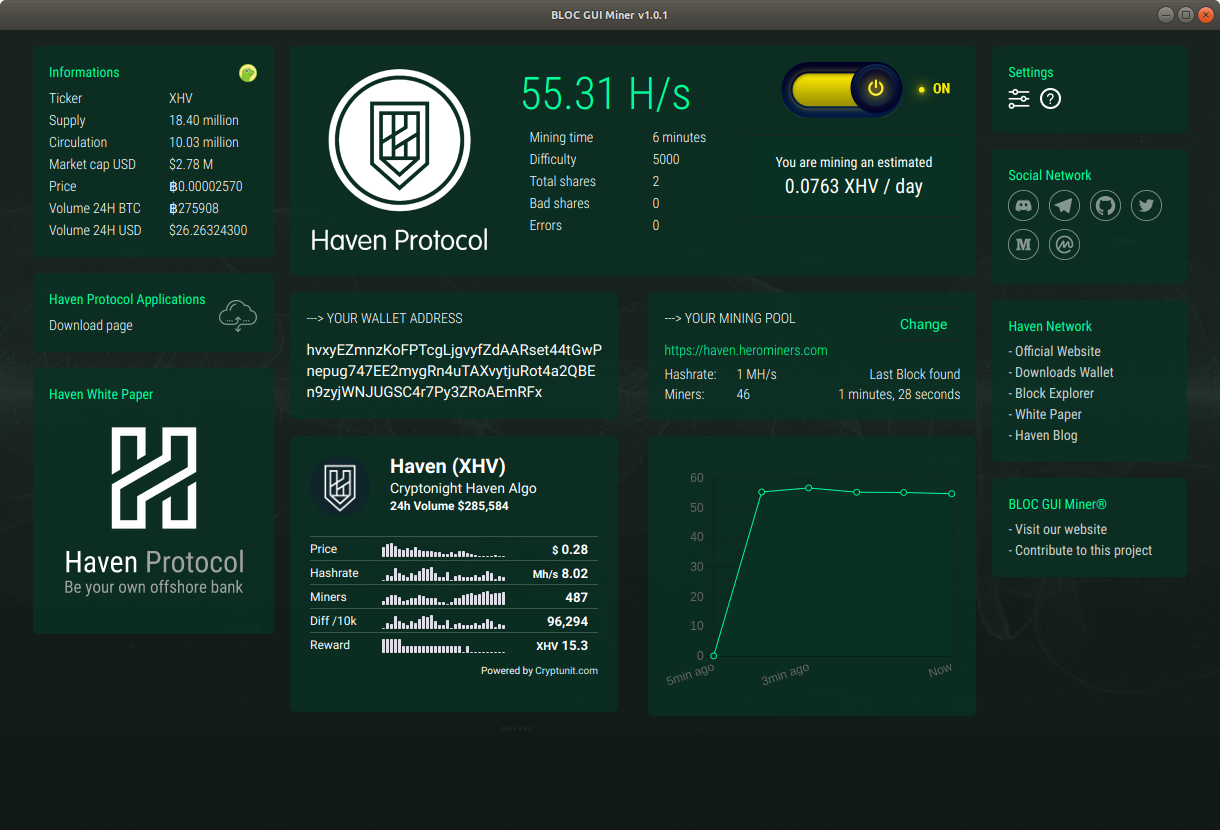 BLOC GUI Miner v1.0.1
Informations
Ticker XHV
Supply 18.40 million
Circulation 10.03 million
Market cap USD $2.78 M
Price ฿0.00002570
Volume 24H BTC ฿275908
Volume 24H USD $26.26324300
Haven Protocol Applications
Download page
Haven White Paper
Haven Protocol
Be your own offshore bank
Haven Protocol
55.31 H/s
Mining time 6 minutes
Difficulty 5000
Total shares 2
Bad shares 0
Errors 0
ON
You are mining an estimated
0.0763 XHV / day
---> YOUR WALLET ADDRESS
hvxyEZmnzKoFPTcgLjgvyfZdAARset44tGwP
nepug747EE2mygRn4uTAXvytjuRot4a2QBE
n9zyjWNJUGSC4r7Py3ZRoAEmRFx
---> YOUR MINING POOL
Change
https://haven.herominers.com
Hashrate: 1 MH/s Last Block found
Miners: 46 1 minutes, 28 seconds
Haven (XHV)
Cryptonight Haven Algo
24h Volume $285,584
Price $ 0.28
Hashrate Mh/s 8.02
Miners 487
Diff /10k 96,294
Reward XHV 15.3
Powered by Cryptunit.com
60
50
40
30
20
10
0
5min ago 3min ago Now
Settings
?
Social Network
M
Haven Network
- Official Website
- Downloads Wallet
- Block Explorer
- White Paper
- Haven Blog
BLOC GUI Miner®
- Visit our website
- Contribute to this project